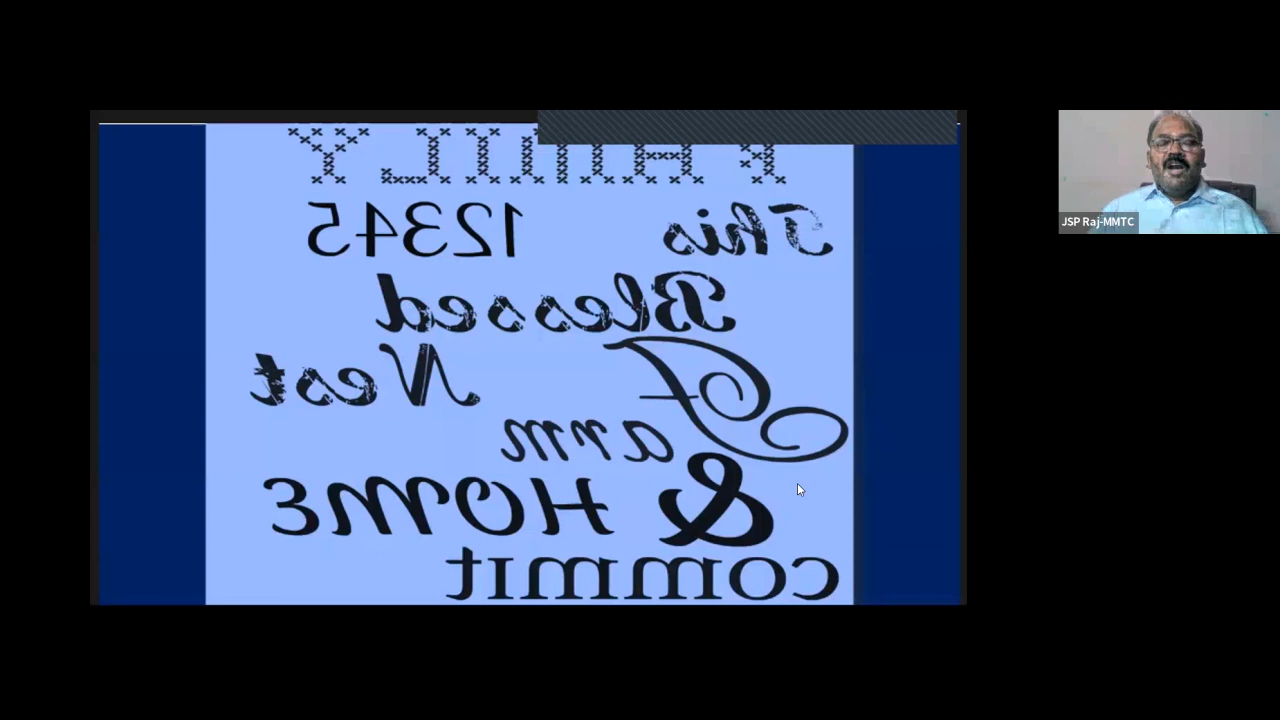 FAMILY
This 12345
Blessed
Nest
Farm
& Home
commit
JSP Raj-MMTC